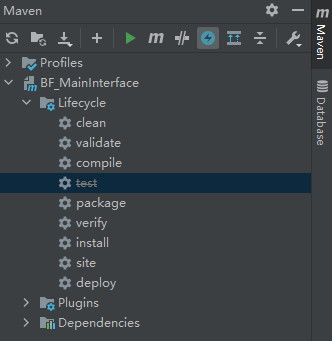 Maven
Profiles
BF_MainInterface
Lifecycle
clean
validate
compile
test
package
verify
install
site
deploy
Plugins
Dependencies
Maven
Database